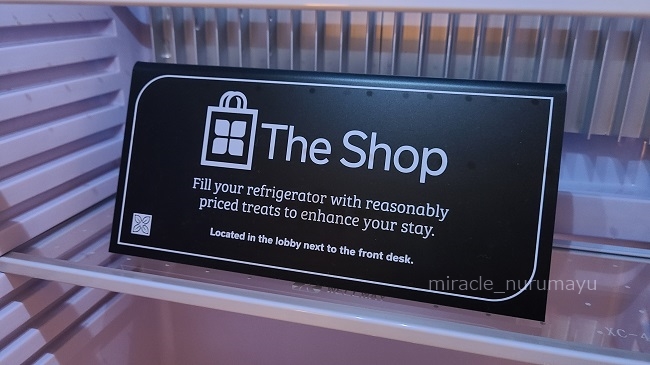 The Shop
Fill your refrigerator with reasonably
priced treats to enhance your stay.
Located in the lobby next to the front desk.
miracle_nurumayu